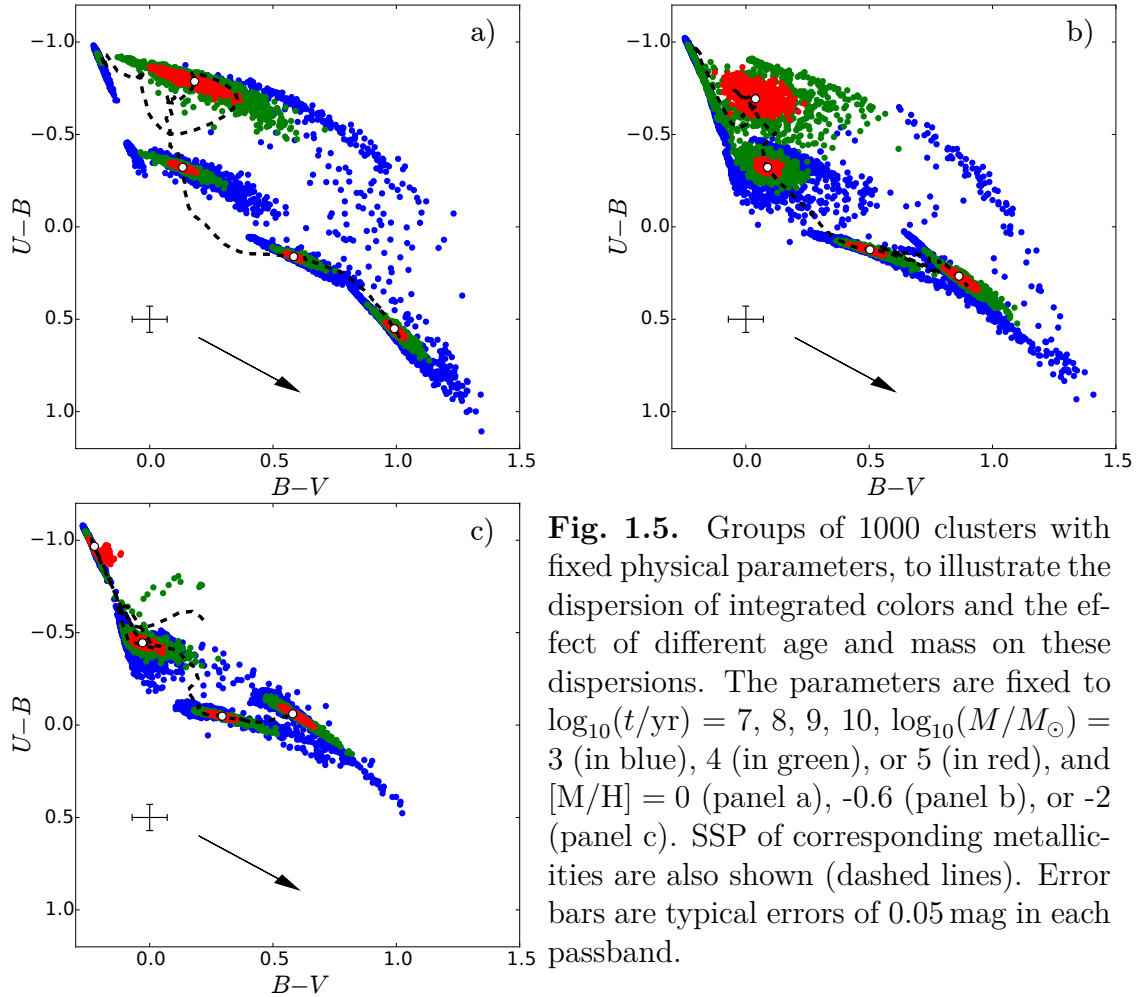 a)
−1.0
−0.5
0.0
0.5
1.0
U−B
0.0 0.5 1.0 1.5
B−V
b)
−1.0
−0.5
0.0
0.5
1.0
U−B
0.0 0.5 1.0 1.5
B−V
c)
−1.0
−0.5
0.0
0.5
1.0
U−B
0.0 0.5 1.0 1.5
B−V
Fig. 1.5. Groups of 1000 clusters with
fixed physical parameters, to illustrate the
dispersion of integrated colors and the ef-
fect of different age and mass on these
dispersions. The parameters are fixed to
log₁₀(t/yr) = 7, 8, 9, 10, log₁₀(M/M⊙) =
3 (in blue), 4 (in green), or 5 (in red), and
[M/H] = 0 (panel a), -0.6 (panel b), or -2
(panel c). SSP of corresponding metallic-
ities are also shown (dashed lines). Error
bars are typical errors of 0.05 mag in each
passband.